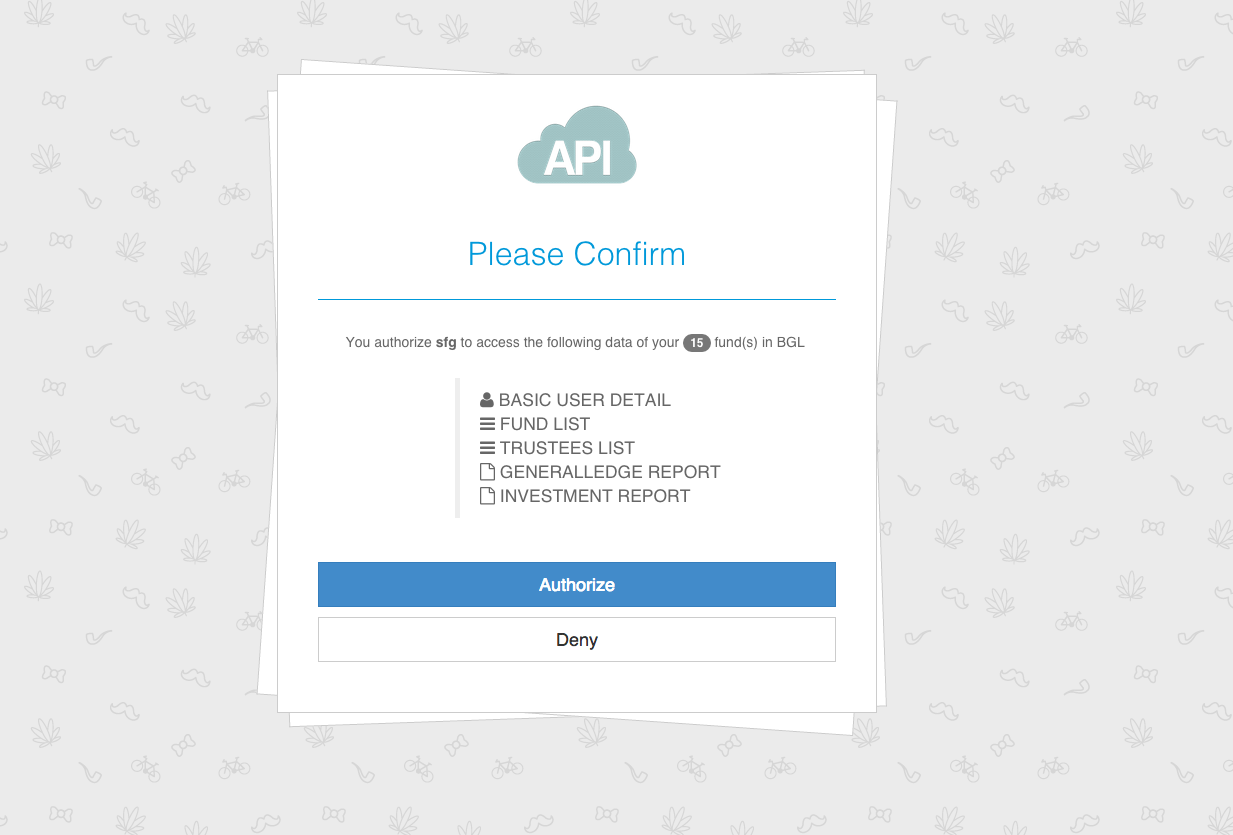 API
Please Confirm
You authorize sfg to access the following data of your 15 fund(s) in BGL
BASIC USER DETAIL
FUND LIST
TRUSTEES LIST
GENERALLEDGE REPORT
INVESTMENT REPORT
Authorize
Deny